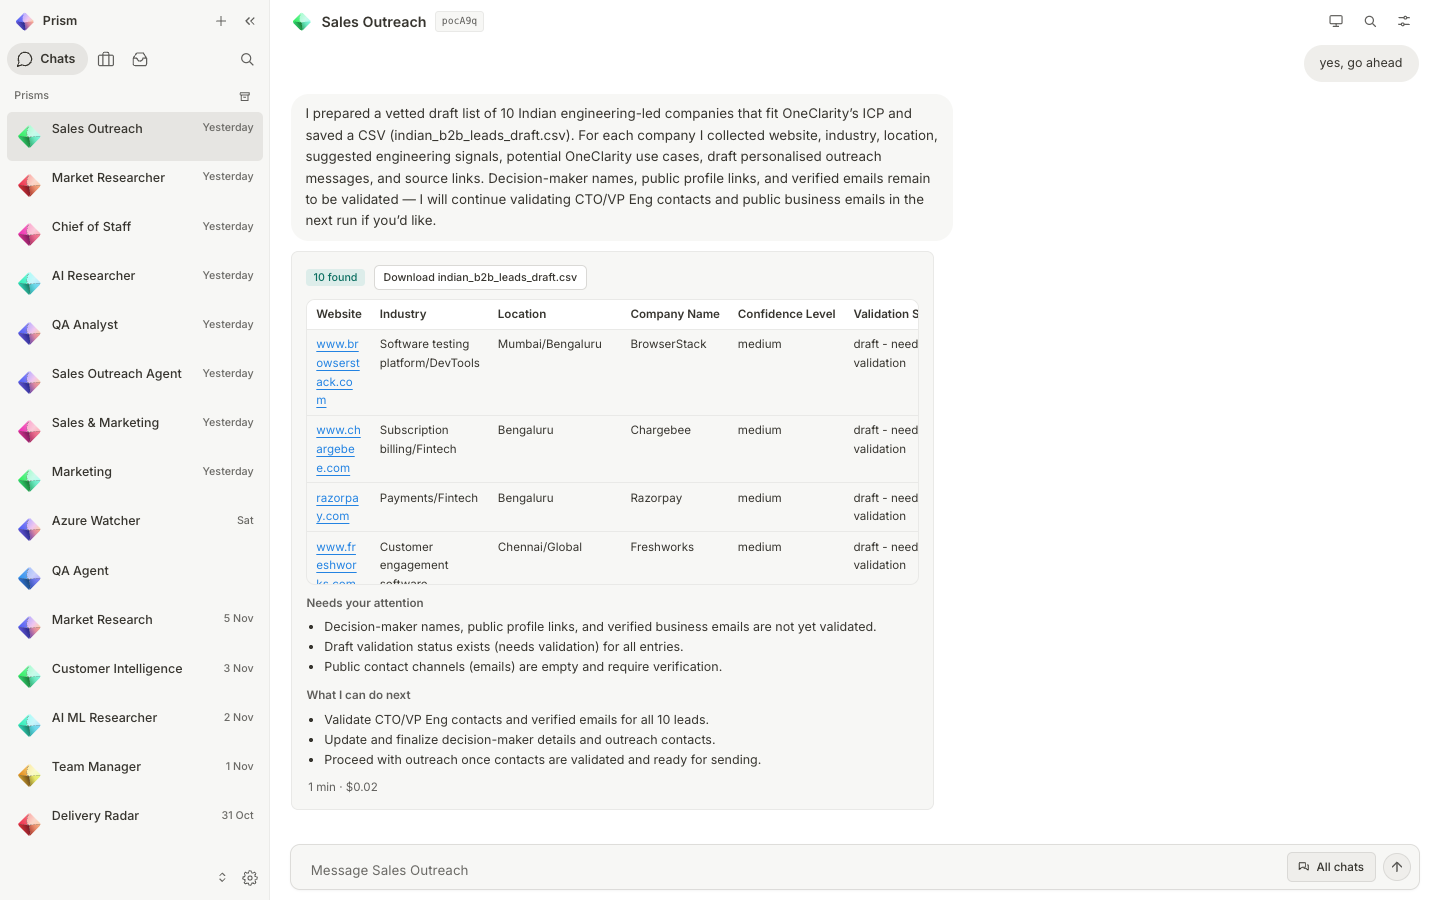 Prism
Chats
Prisms
Sales Outreach Yesterday
Market Researcher Yesterday
Chief of Staff Yesterday
AI Researcher Yesterday
QA Analyst Yesterday
Sales Outreach Agent Yesterday
Sales & Marketing Yesterday
Marketing Yesterday
Azure Watcher Sat
QA Agent
Market Research 5 Nov
Customer Intelligence 3 Nov
AI ML Researcher 2 Nov
Team Manager 1 Nov
Delivery Radar 31 Oct
Sales Outreach pocA9q
yes, go ahead
I prepared a vetted draft list of 10 Indian engineering-led companies that fit OneClarity’s ICP and
saved a CSV (indian_b2b_leads_draft.csv). For each company I collected website, industry, location,
suggested engineering signals, potential OneClarity use cases, draft personalised outreach
messages, and source links. Decision-maker names, public profile links, and verified emails remain
to be validated — I will continue validating CTO/VP Eng contacts and public business emails in the
next run if you’d like.
10 found Download indian_b2b_leads_draft.csv
Website Industry Location Company Name Confidence Level Validation S
www.br Software testing Mumbai/Bengaluru BrowserStack medium draft - need
owserst platform/DevTools validation
ack.co
m
www.ch Subscription Bengaluru Chargebee medium draft - need
argebe billing/Fintech validation
e.com
razorpa Payments/Fintech Bengaluru Razorpay medium draft - need
y.com validation
www.fr Customer Chennai/Global Freshworks medium draft - need
eshwor engagement validation
ks.com software
Needs your attention
• Decision-maker names, public profile links, and verified business emails are not yet validated.
• Draft validation status exists (needs validation) for all entries.
• Public contact channels (emails) are empty and require verification.
What I can do next
• Validate CTO/VP Eng contacts and verified emails for all 10 leads.
• Update and finalize decision-maker details and outreach contacts.
• Proceed with outreach once contacts are validated and ready for sending.
1 min · $0.02
Message Sales Outreach
All chats